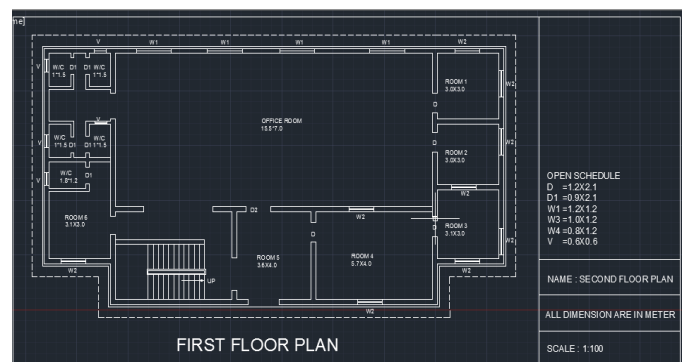 me]
V
W1
W1
W1
W1
W2
V
W/C
1*1.5
D1
D1
W/C
1*1.5
ROOM 1
3.0X3.0
W2
D
OFFICE ROOM
15.5*7.0
V
V
W/C
1*1.5
D1
D1
W/C
1*1.5
D
ROOM 2
3.0X3.0
W2
V
W/C
1.8*1.2
D1
W2
ROOM 6
3.1X3.0
D2
W2
D
ROOM 3
3.1X3.0
W2
D
ROOM 5
3.6X4.0
ROOM 4
5.7X4.0
W2
UP
W2
W2
FIRST FLOOR PLAN
OPEN SCHEDULE
D =1.2X2.1
D1 =0.9X2.1
W1 =1.2X1.2
W3 =1.0X1.2
W4 =0.8X1.2
V =0.6X0.6
NAME : SECOND FLOOR PLAN
ALL DIMENSION ARE IN METER
SCALE : 1:100